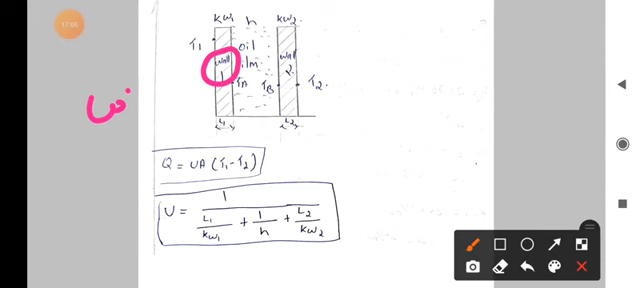 17:05
kw1 h kw2
T1 oil
wall film wall
1 TA TB 2 T2
L1 L2
Q = UA (T1 - T2)
U = 1
L1/kw1 + 1/h + L2/kw2